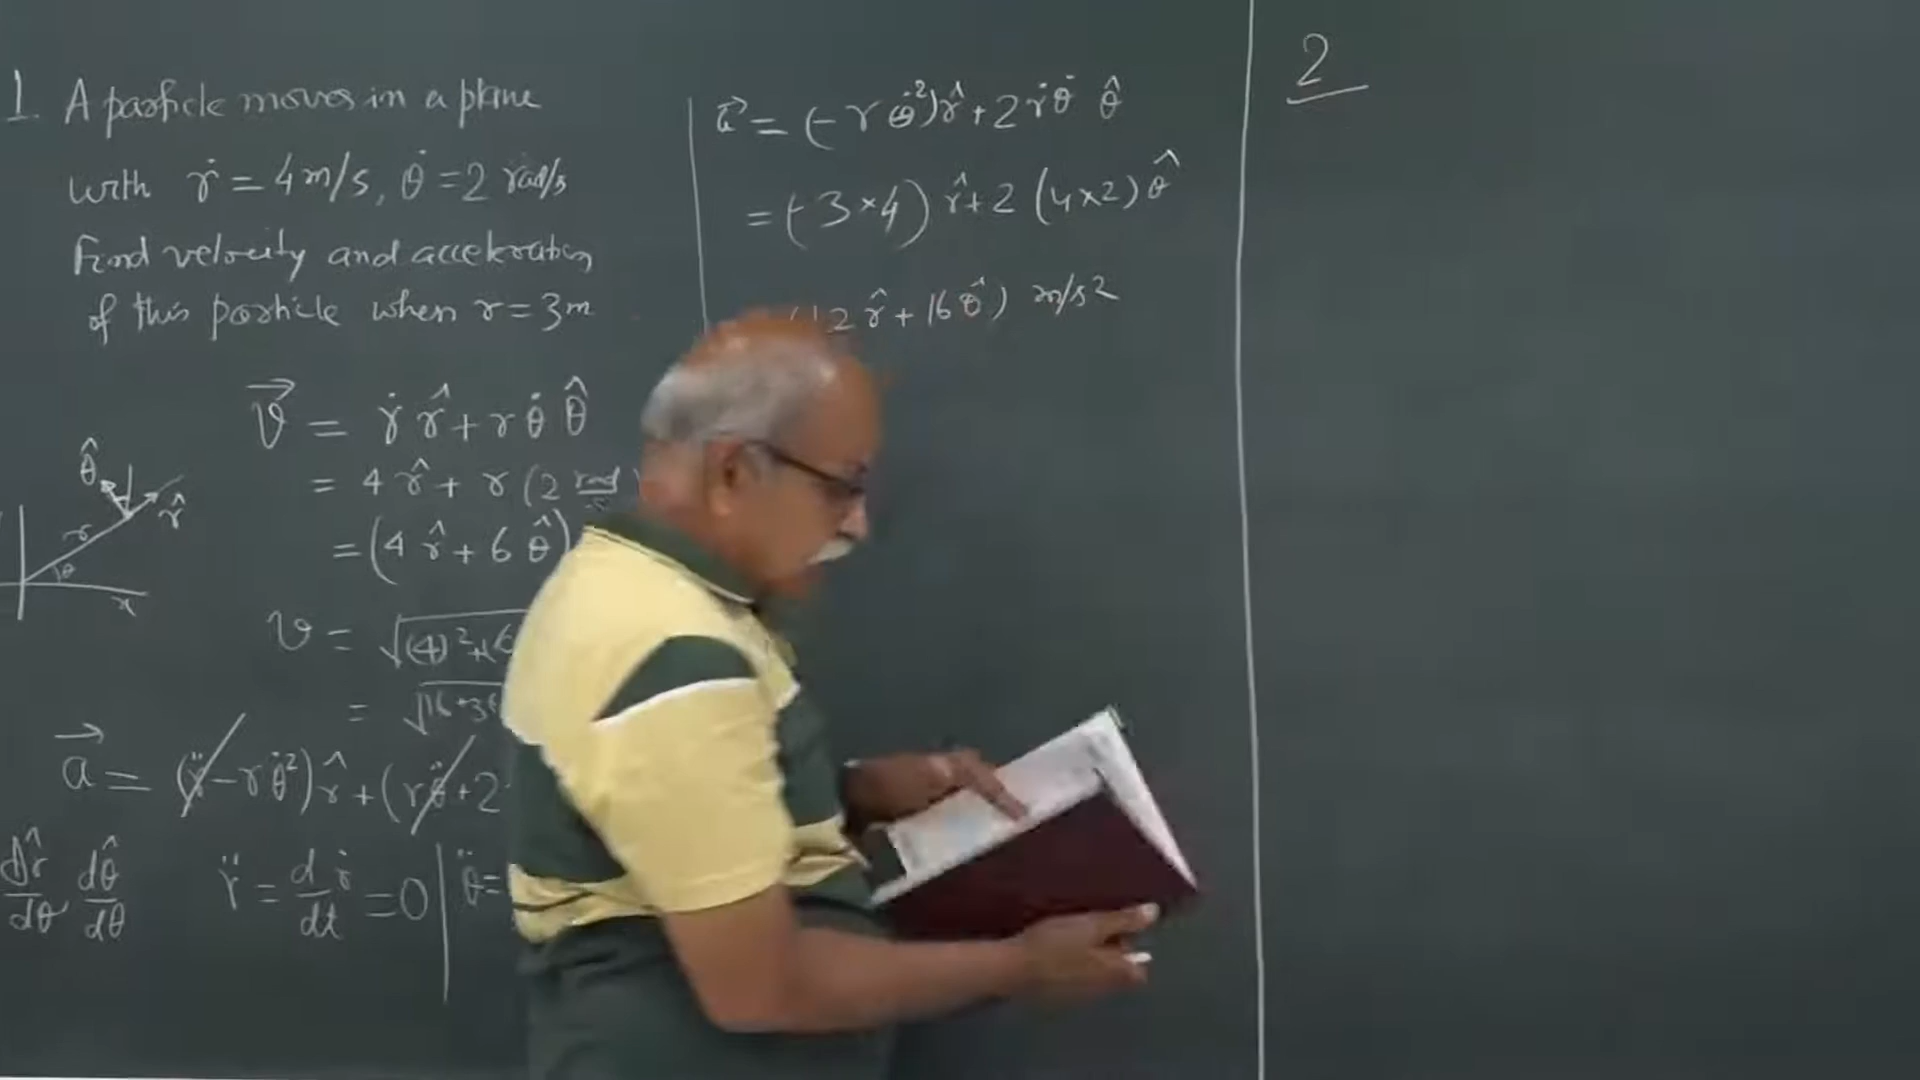 1. A particle moves in a plane
with ṙ = 4 m/s, θ̇ = 2 rad/s
Find velocity and acceleration
of this particle when r = 3m
v⃗ = ṙ r̂ + r θ̇ θ̂
= 4 r̂ + r (2 rad
= (4 r̂ + 6 θ̂)
θ̂
r̂
r
θ
x
v = √(4)² + (6
= √16+36
a⃗ = (r̈ - r θ̇²) r̂ + (r θ̈ + 2
dr̂/dθ dθ̂/dθ
r̈ = d/dt ṙ = 0
θ̈ =
a⃗ = (- r θ̇²) r̂ + 2 ṙ θ̇ θ̂
= (-3 × 4) r̂ + 2 (4×2) θ̂
12 r̂ + 16 θ̂) m/s2
2